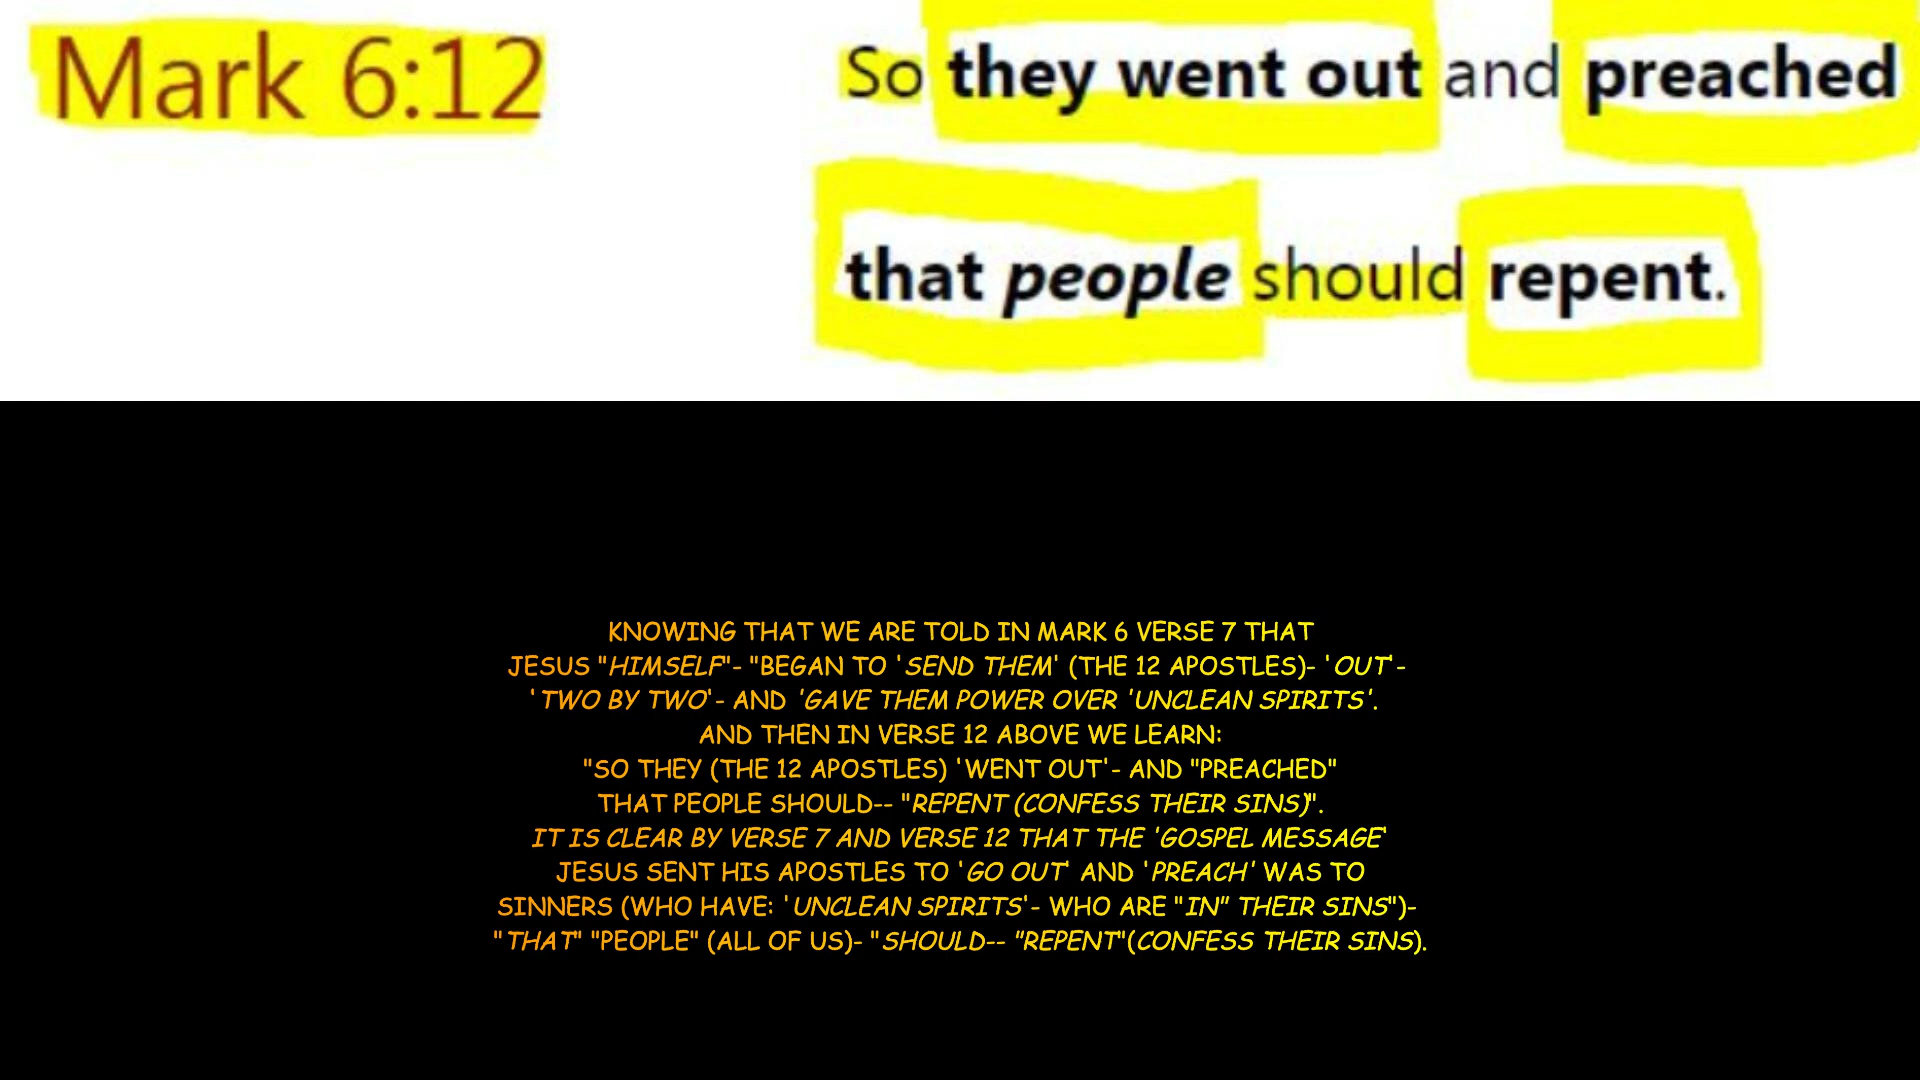 Mark 6:12
So they went out and preached
that people should repent.
KNOWING THAT WE ARE TOLD IN MARK 6 VERSE 7 THAT
JESUS "HIMSELF"- "BEGAN TO 'SEND THEM' (THE 12 APOSTLES)- 'OUT'-
'TWO BY TWO'- AND 'GAVE THEM POWER OVER 'UNCLEAN SPIRITS'.
AND THEN IN VERSE 12 ABOVE WE LEARN:
"SO THEY (THE 12 APOSTLES) 'WENT OUT'- AND "PREACHED"
THAT PEOPLE SHOULD-- "REPENT (CONFESS THEIR SINS)".
IT IS CLEAR BY VERSE 7 AND VERSE 12 THAT THE 'GOSPEL MESSAGE'
JESUS SENT HIS APOSTLES TO 'GO OUT' AND 'PREACH' WAS TO
SINNERS (WHO HAVE: 'UNCLEAN SPIRITS'- WHO ARE "IN” THEIR SINS")-
"THAT" "PEOPLE" (ALL OF US)- "SHOULD-- "REPENT"(CONFESS THEIR SINS).